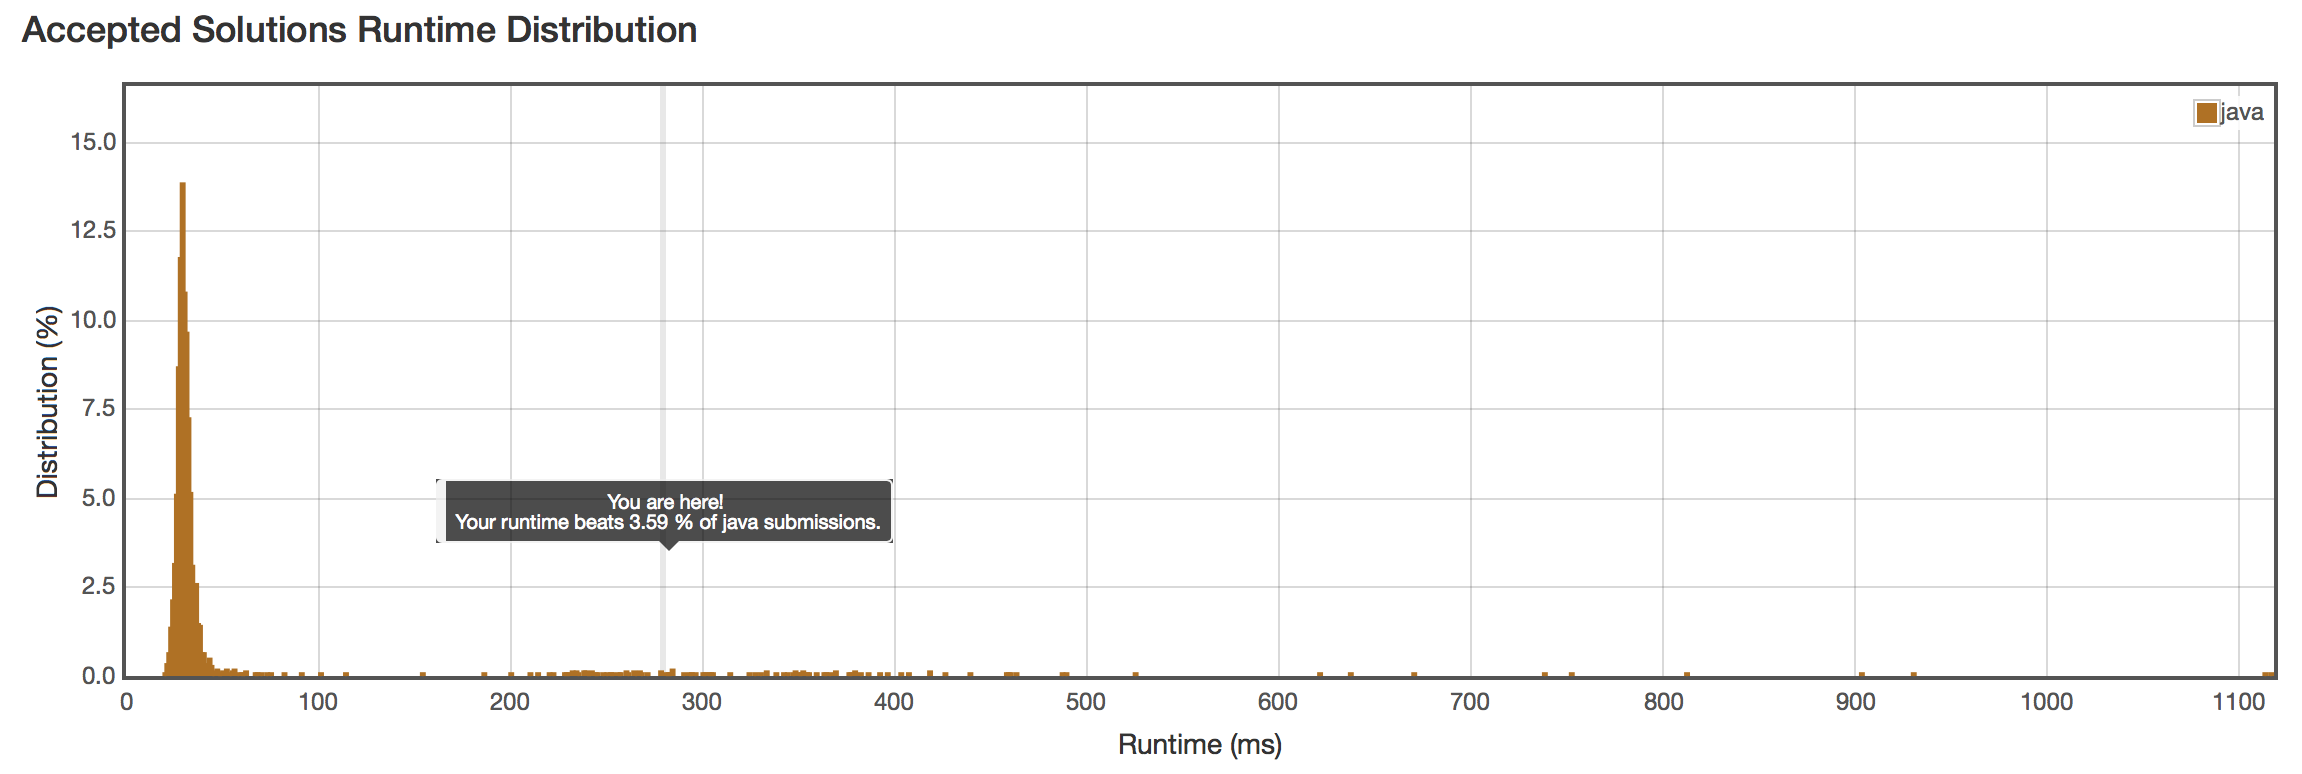 Accepted Solutions Runtime Distribution
java
15.0
12.5
10.0
7.5
5.0
2.5
0.0
Distribution (%)
You are here!
Your runtime beats 3.59 % of java submissions.
0 100 200 300 400 500 600 700 800 900 1000 1100
Runtime (ms)